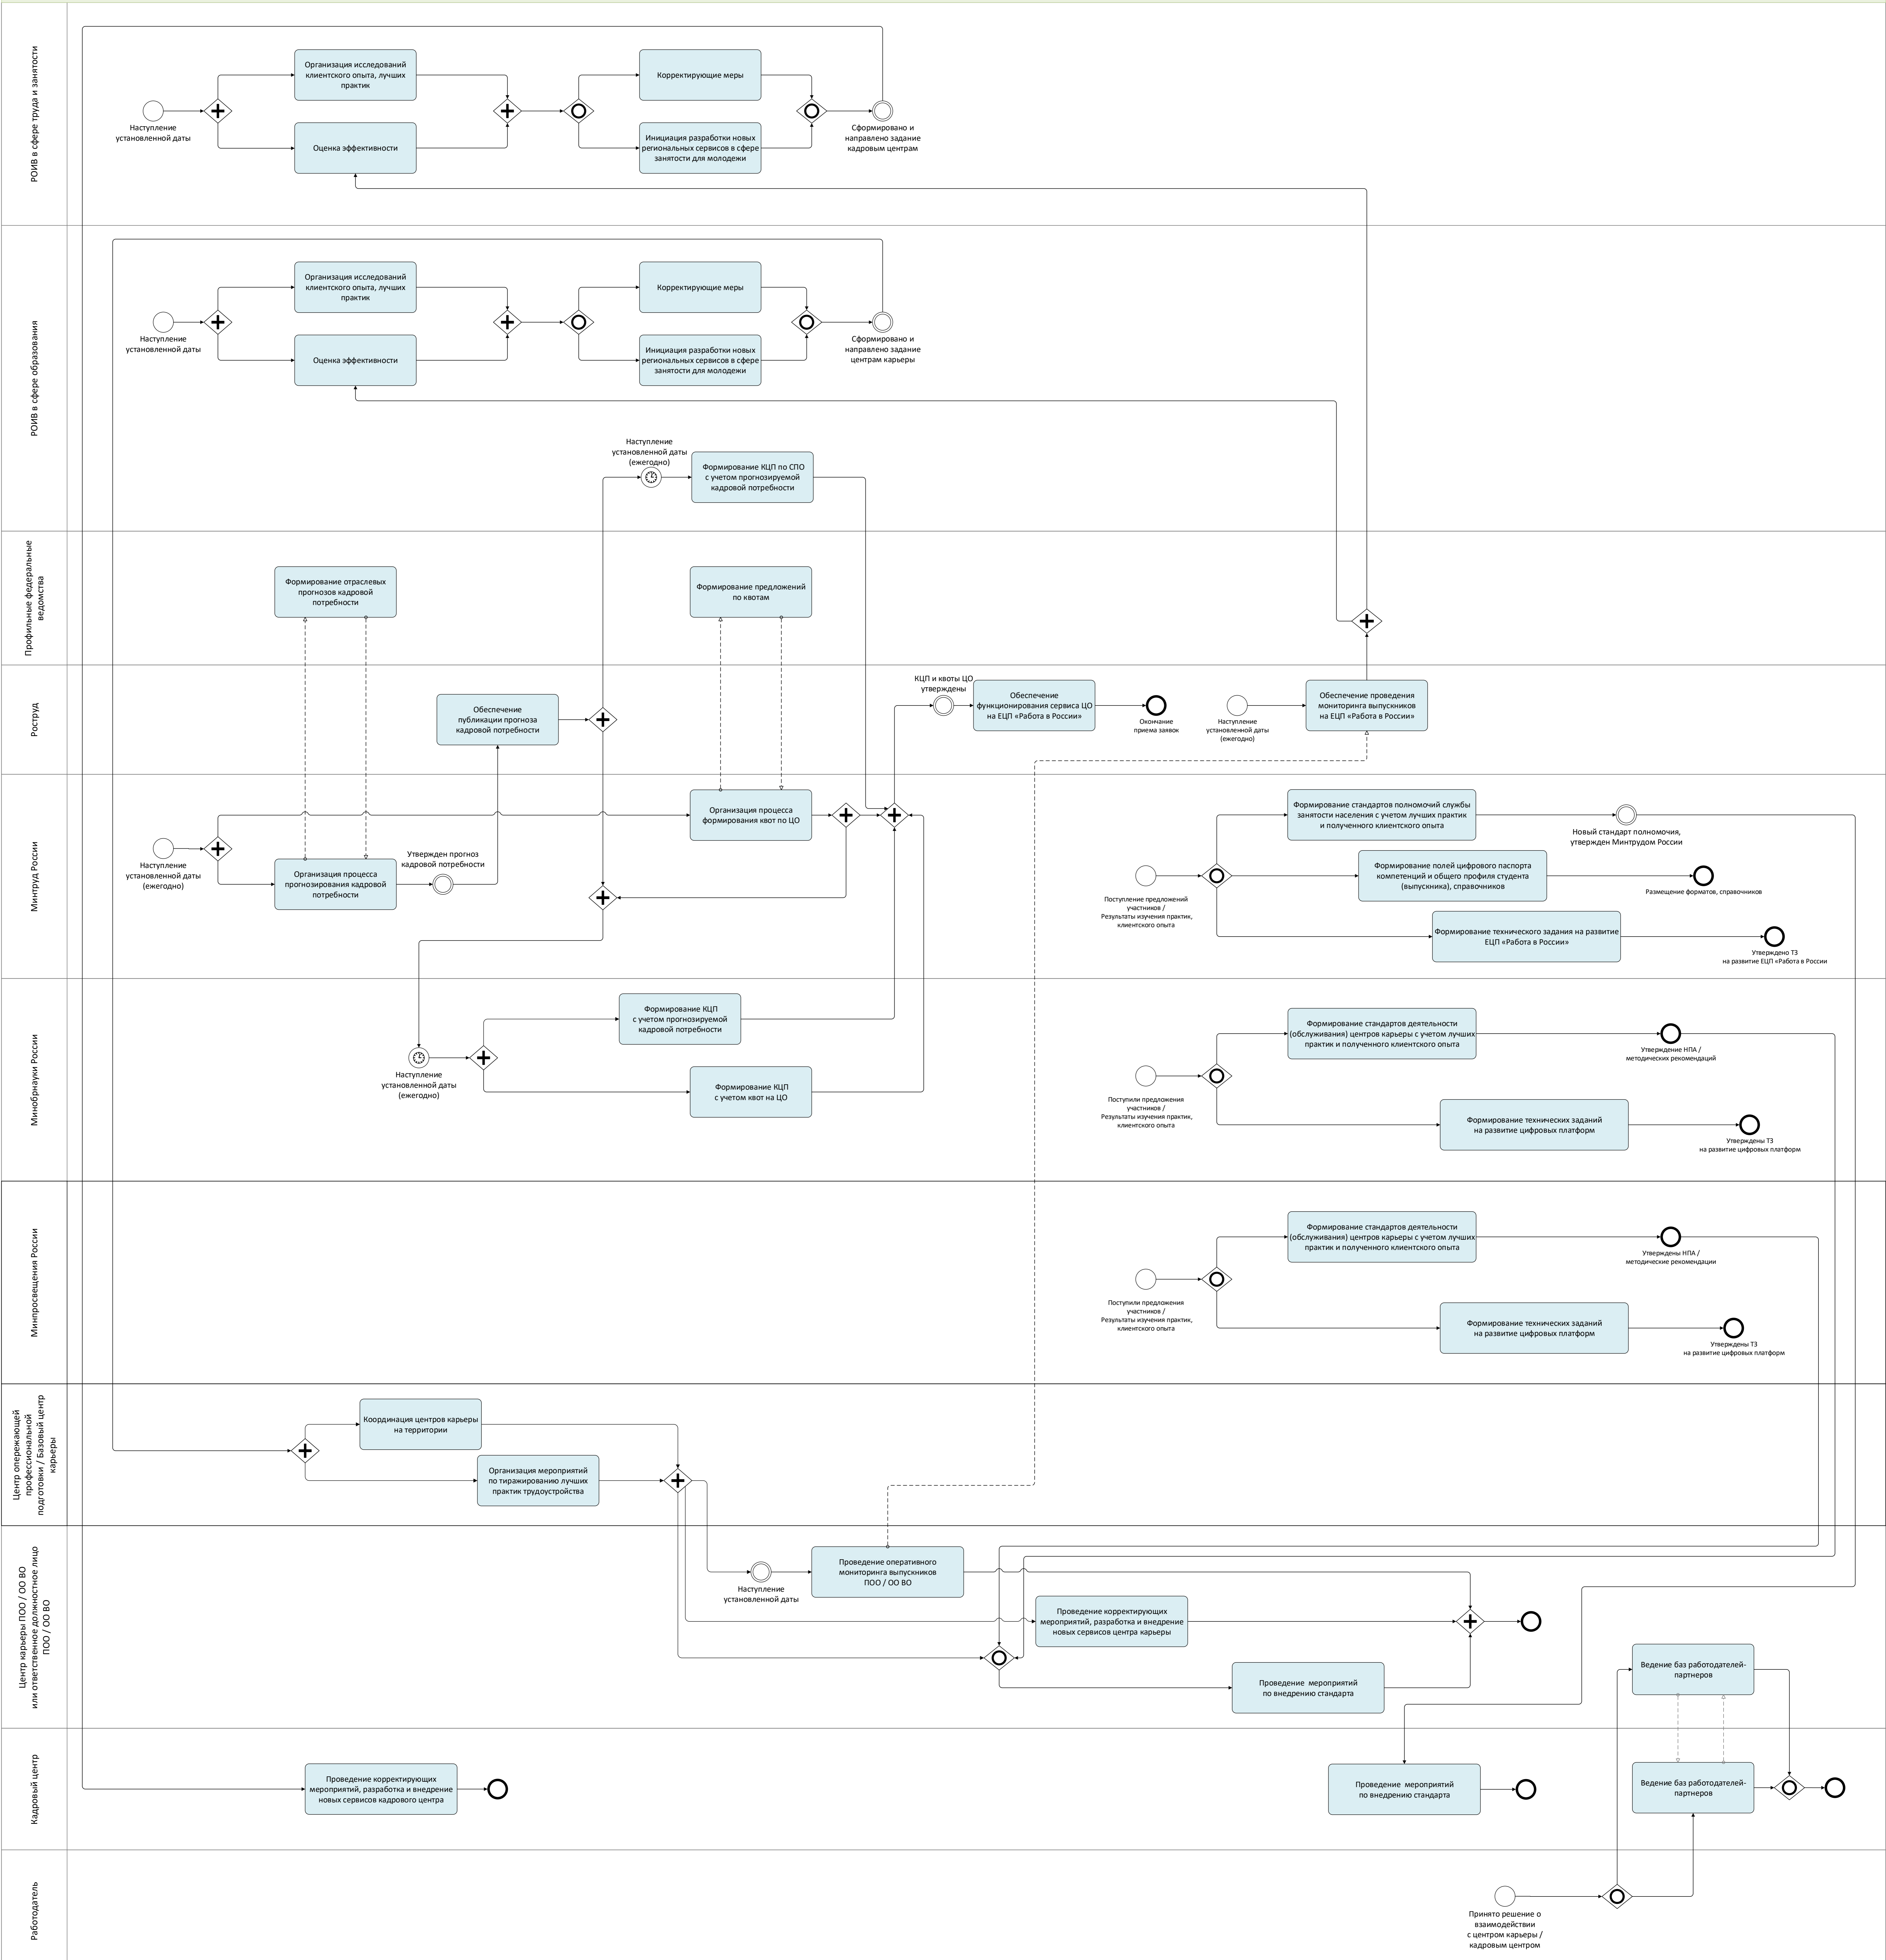 РОИВ в сфере труда и занятости
Организация исследований
клиентского опыта, лучших
практик
Корректирующие меры
Наступление
установленной даты
Сформировано и
направлено задание
кадровым центрам
Оценка эффективности
Инициация разработки новых
региональных сервисов в сфере
занятости для молодежи
РОИВ в сфере образования
Организация исследований
клиентского опыта, лучших
практик
Корректирующие меры
Наступление
установленной даты
Сформировано и
направлено задание
центрам карьеры
Оценка эффективности
Инициация разработки новых
региональных сервисов в сфере
занятости для молодежи
Наступление
установленной даты
(ежегодно)
Формирование КЦП по СПО
с учетом прогнозируемой
кадровой потребности
Профильные федеральные
ведомства
Формирование отраслевых
прогнозов кадровой
потребности
Формирование предложений
по квотам
Роструд
Обеспечение
публикации прогноза
кадровой потребности
КЦП и квоты ЦО
утверждены
Обеспечение
функционирования сервиса ЦО
на ЕЦП «Работа в России»
Окончание
приема заявок
Наступление
установленной даты
(ежегодно)
Обеспечение проведения
мониторинга выпускников
на ЕЦП «Работа в России»
Минтруд России
Наступление
установленной даты
(ежегодно)
Организация процесса
прогнозирования кадровой
потребности
Утвержден прогноз
кадровой потребности
Организация процесса
формирования квот по ЦО
Поступление предложений
участников /
Результаты изучения практик,
клиентского опыта
Формирование стандартов полномочий службы
занятости населения с учетом лучших практик
и полученного клиентского опыта
Новый стандарт полномочия,
утвержден Минтрудом России
Формирование полей цифрового паспорта
компетенций и общего профиля студента
(выпускника), справочников
Размещение форматов, справочников
Формирование технического задания на развитие
ЕЦП «Работа в России»
Утверждено ТЗ
на развитие ЕЦП «Работа в России
Минобрнауки России
Наступление
установленной даты
(ежегодно)
Формирование КЦП
с учетом прогнозируемой
кадровой потребности
Формирование КЦП
с учетом квот на ЦО
Поступили предложения
участников /
Результаты изучения практик,
клиентского опыта
Формирование стандартов деятельности
(обслуживания) центров карьеры с учетом лучших
практик и полученного клиентского опыта
Утверждение НПА /
методических рекомендаций
Формирование технических заданий
на развитие цифровых платформ
Утверждены ТЗ
на развитие цифровых платформ
Минпросвещения России
Поступили предложения
участников /
Результаты изучения практик,
клиентского опыта
Формирование стандартов деятельности
(обслуживания) центров карьеры с учетом лучших
практик и полученного клиентского опыта
Утверждены НПА /
методические рекомендации
Формирование технических заданий
на развитие цифровых платформ
Утверждены ТЗ
на развитие цифровых платформ
Центр опережающей
профессиональной
подготовки / Базовый центр
карьеры
Координация центров карьеры
на территории
Организация мероприятий
по тиражированию лучших
практик трудоустройства
Центр карьеры ПОО / ОО ВО
или ответственное должностное лицо
ПОО / ОО ВО
Наступление
установленной даты
Проведение оперативного
мониторинга выпускников
ПОО / ОО ВО
Проведение корректирующих
мероприятий, разработка и внедрение
новых сервисов центра карьеры
Проведение  мероприятий
по внедрению стандарта
Ведение баз работодателей-
партнеров
Кадровый центр
Проведение корректирующих
мероприятий, разработка и внедрение
новых сервисов кадрового центра
Проведение  мероприятий
по внедрению стандарта
Ведение баз работодателей-
партнеров
Работодатель
Принято решение о
взаимодействии
с центром карьеры /
кадровым центром